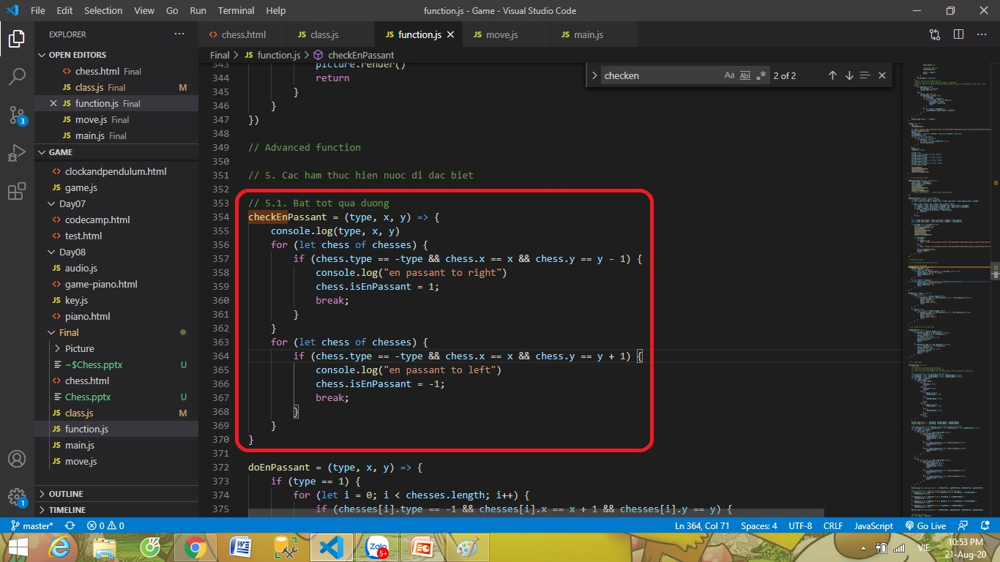 File Edit Selection View Go Run Terminal Help function.js - Game - Visual Studio Code
EXPLORER
OPEN EDITORS
chess.html Final
class.js Final M
function.js Final
move.js Final
main.js Final
GAME
clockandpendulum.html
game.js
Day07
codecamp.html
test.html
Day08
audio.js
game-piano.html
key.js
piano.html
Final
Picture
~$Chess.pptx U
chess.html
Chess.pptx U
class.js M
function.js
main.js
move.js
OUTLINE
TIMELINE
3
1
chess.html JS class.js JS function.js JS move.js JS main.js
Final > JS function.js > checkEnPassant
checken Aa Abl .* 2 of 2
343 picture.render()
344 return
345 }
346 }
347 })
348
349 // Advanced function
350
351 // 5. Cac ham thuc hien nuoc di dac biet
352
353 // 5.1. Bat tot qua duong
354 checkEnPassant = (type, x, y) => {
355 console.log(type, x, y)
356 for (let chess of chesses) {
357 if (chess.type == -type && chess.x == x && chess.y == y - 1) {
358 console.log("en passant to right")
359 chess.isEnPassant = 1;
360 break;
361 }
362 }
363 for (let chess of chesses) {
364 if (chess.type == -type && chess.x == x && chess.y == y + 1) {
365 console.log("en passant to left")
366 chess.isEnPassant = -1;
367 break;
368 }
369 }
370 }
371
372 doEnPassant = (type, x, y) => {
373 if (type == 1) {
374 for (let i = 0; i < chesses.length; i++) {
375 if (chesses[i].type == -1 && chesses[i].x == x + 1 && chesses[i].y == y) {
master* 0 0 Ln 364, Col 71 Spaces: 4 UTF-8 CRLF JavaScript Go Live
Zalo 5+
VIE
10:53 PM
21-Aug-20